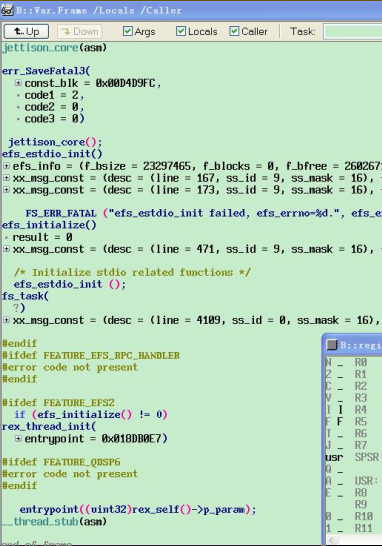 B::Var.Frame /Locals /Caller
Up Down Args Locals Caller Task:
jettison_core(asm)
err_SaveFatal3(
const_blk = 0x00D4D9FC,
code1 = 2,
code2 = 0,
code3 = 0)
jettison_core();
efs_estdio_init()
efs_info = (f_bsize = 23297465, f_blocks = 0, f_bfree = 260267
xx_msg_const = (desc = (line = 167, ss_id = 9, ss_mask = 16),
xx_msg_const = (desc = (line = 173, ss_id = 9, ss_mask = 16),
FS_ERR_FATAL ("efs_estdio_init failed, efs_errno=%d.", efs_e
efs_initialize()
result = 0
xx_msg_const = (desc = (line = 471, ss_id = 9, ss_mask = 16),
/* Initialize stdio related functions */
efs_estdio_init ();
fs_task(
?)
xx_msg_const = (desc = (line = 4109, ss_id = 0, ss_mask = 16),
#endif
#ifdef FEATURE_EFS_RPC_HANDLER
#error code not present
#endif
#ifdef FEATURE_EFS2
if (efs_initialize() != 0)
rex_thread_init(
entrypoint = 0x018DB0E7)
#ifdef FEATURE_QDSP6
#error code not present
#endif
entrypoint((uint32)rex_self()->p_param);
__thread_stub(asm)
end of frame
B::regi
N _ R0
Z _ R1
C _ R2
V _ R3
I I R4
F F R5
T _ R6
J _ R7
usr SPSR
Q _
A _ USR:
E _ R8
R9
0 _ R10
1 _ R11